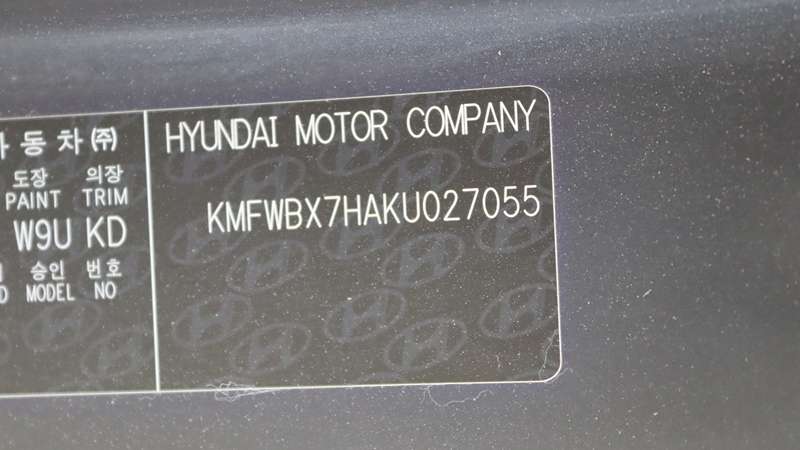 동차㈜
도장 의장
PAINT TRIM
W9U KD
승인 번호
MODEL NO
HYUNDAI MOTOR COMPANY
KMFWBX7HAKU027055